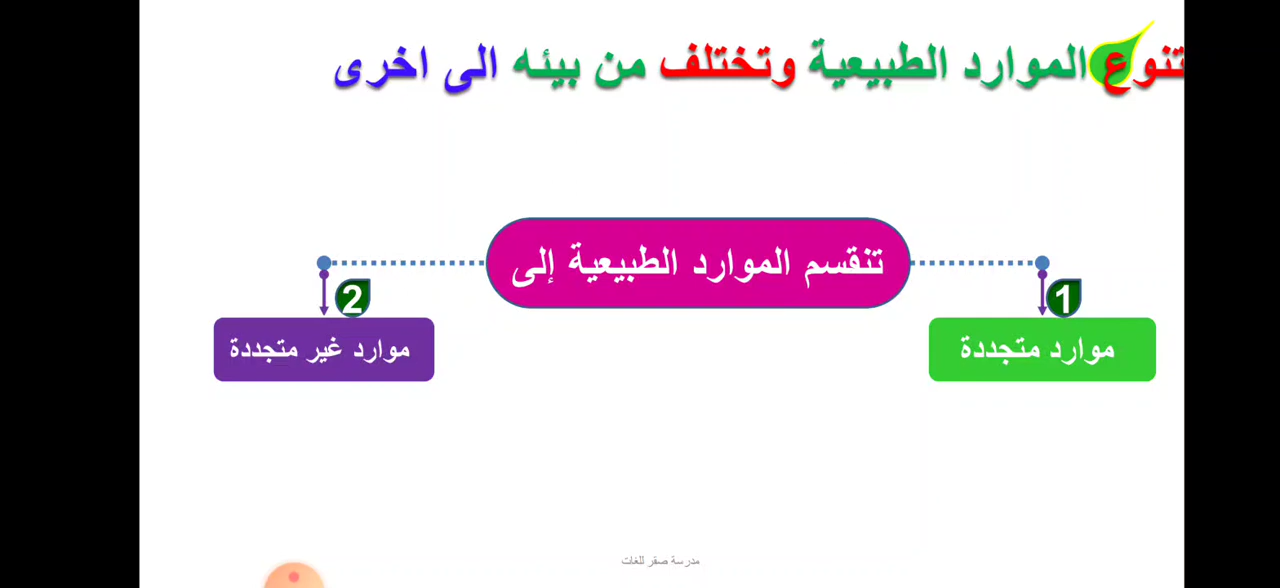 تنوع الموارد الطبيعية وتختلف من بيئه الى اخرى
تنقسم الموارد الطبيعية إلى
1
موارد متجددة
2
موارد غير متجددة
مدرسة صقر للغات